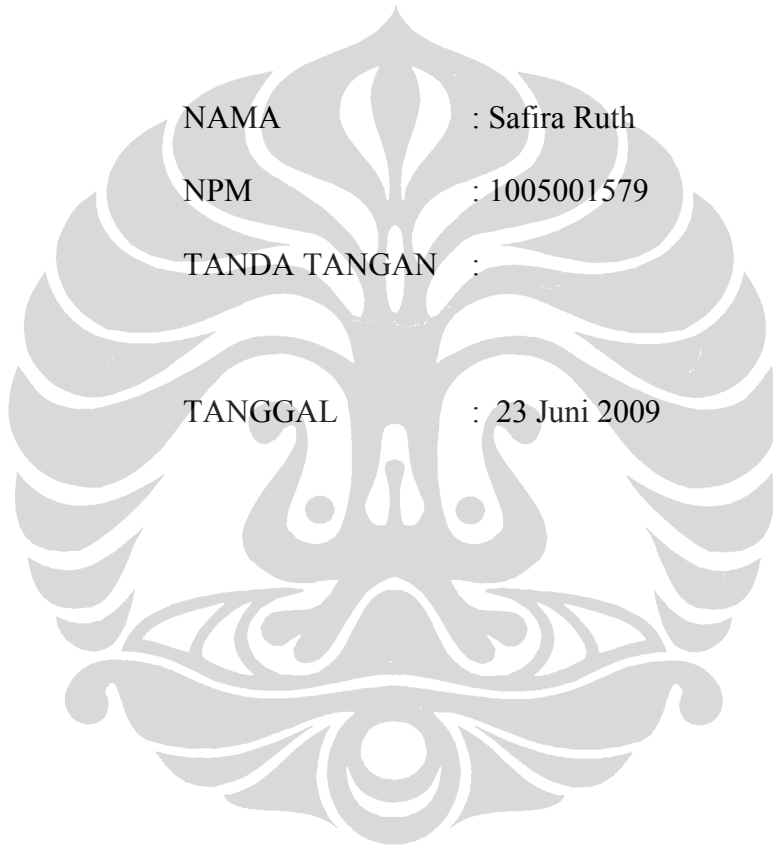 NAMA : Safira Ruth
NPM : 1005001579
TANDA TANGAN :
TANGGAL : 23 Juni 2009